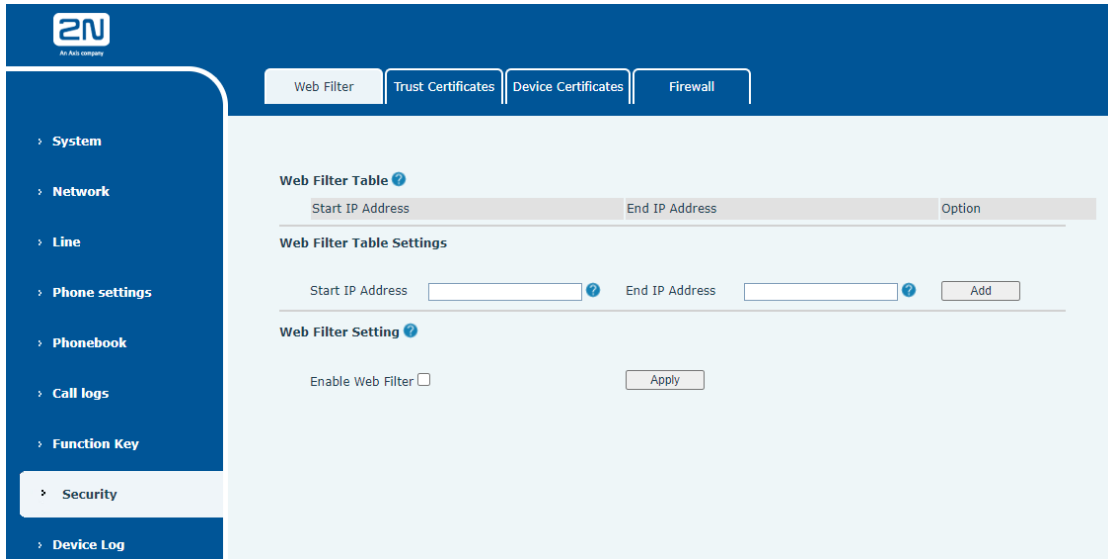 2N
An Axis company
Web Filter
Trust Certificates
Device Certificates
Firewall
› System
› Network
› Line
› Phone settings
› Phonebook
› Call logs
› Function Key
› Security
› Device Log
Web Filter Table ?
Start IP Address End IP Address Option
Web Filter Table Settings
Start IP Address ? End IP Address ? Add
Web Filter Setting ?
Enable Web Filter Apply